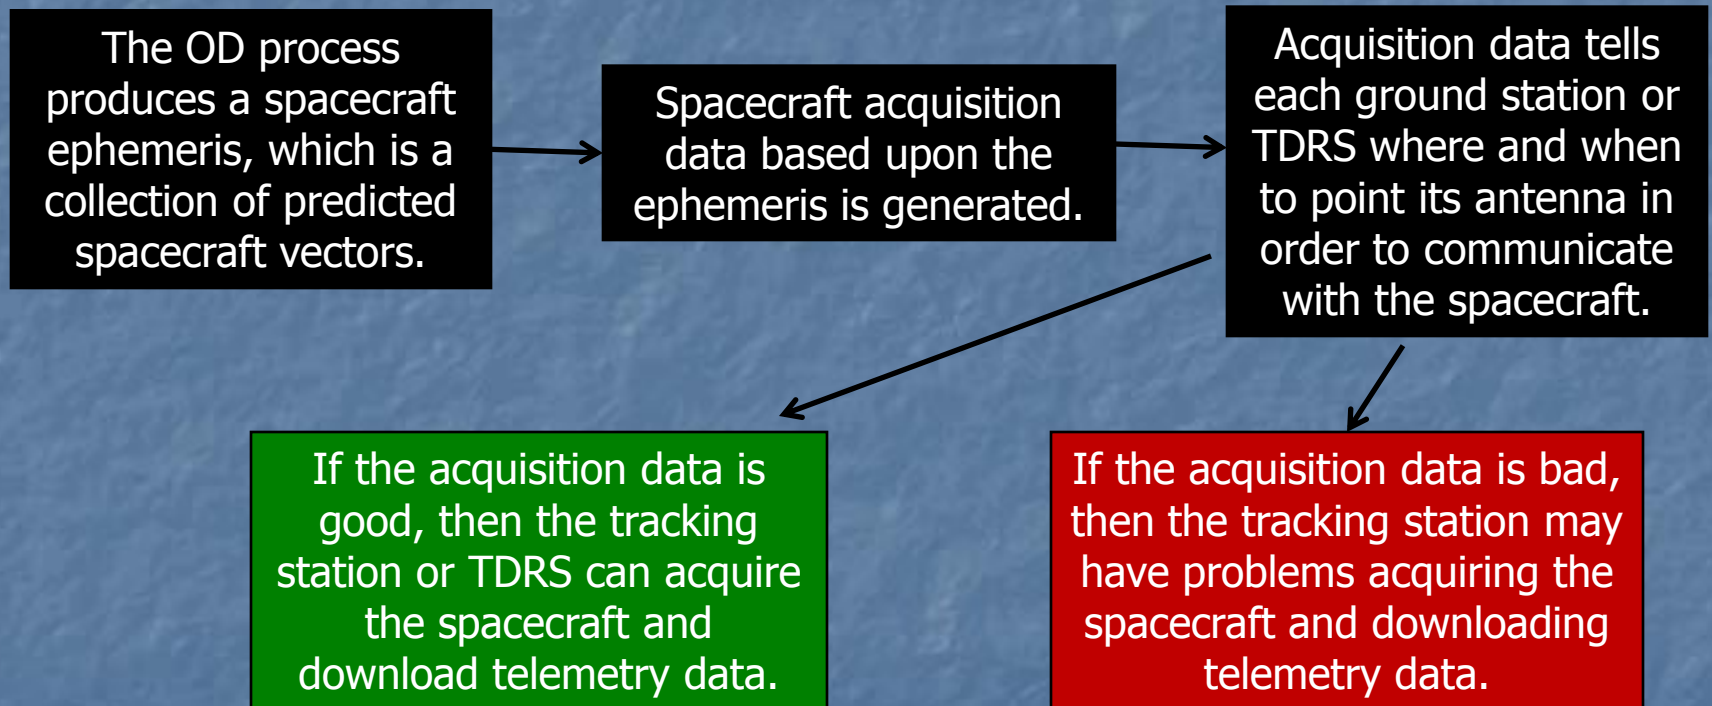 The OD process
produces a spacecraft
ephemeris, which is a
collection of predicted
spacecraft vectors.
Spacecraft acquisition
data based upon the
ephemeris is generated.
Acquisition data tells
each ground station or
TDRS where and when
to point its antenna in
order to communicate
with the spacecraft.
If the acquisition data is
good, then the tracking
station or TDRS can acquire
the spacecraft and
download telemetry data.
If the acquisition data is bad,
then the tracking station may
have problems acquiring the
spacecraft and downloading
telemetry data.